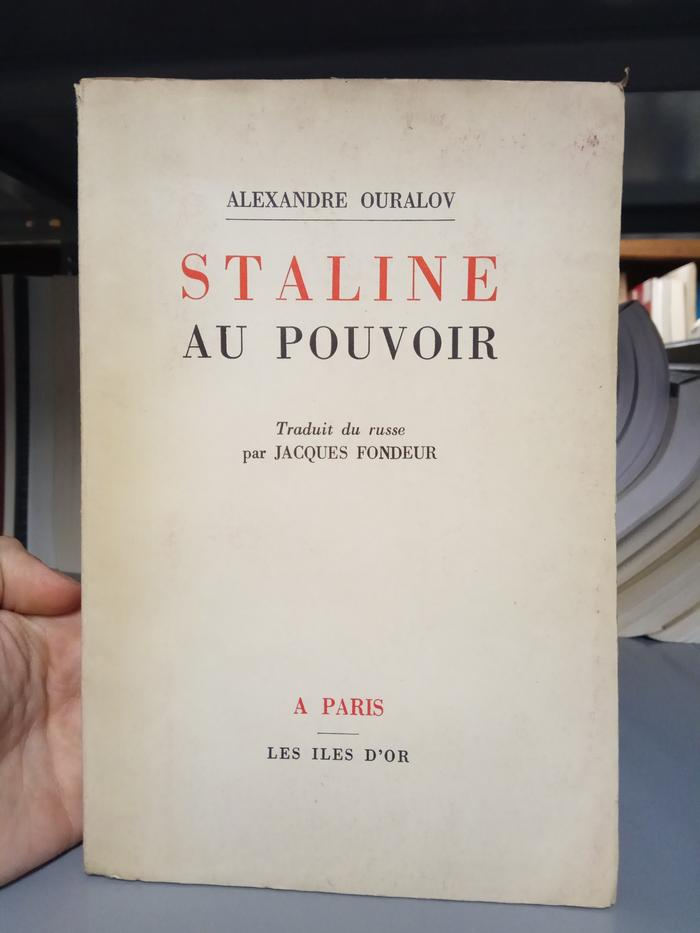 ALEXANDRE OURALOV
STALINE
AU POUVOIR
Traduit du russe
par JACQUES FONDEUR
A PARIS
LES ILES D'OR